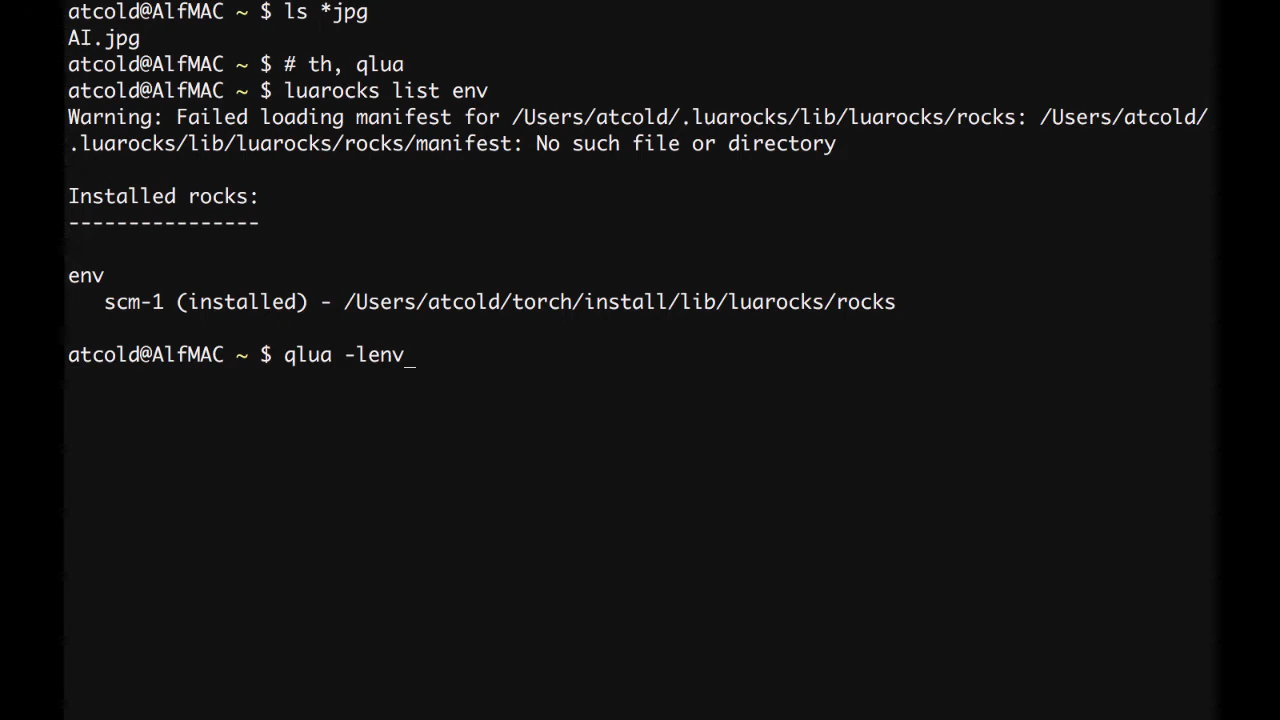 atcold@AlfMAC ~ $ ls *jpg
AI.jpg
atcold@AlfMAC ~ $ # th, qlua
atcold@AlfMAC ~ $ luarocks list env
Warning: Failed loading manifest for /Users/atcold/.luarocks/lib/luarocks/rocks: /Users/atcold/
.luarocks/lib/luarocks/rocks/manifest: No such file or directory
Installed rocks:
----------------
env
scm-1 (installed) - /Users/atcold/torch/install/lib/luarocks/rocks
atcold@AlfMAC ~ $ qlua -lenv_